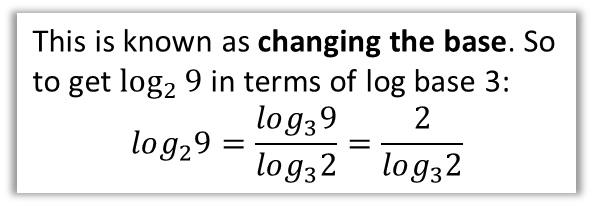 This is known as changing the base. So
to get log₂ 9 in terms of log base 3:
log₂9 = log₃9 / log₃2 = 2 / log₃2